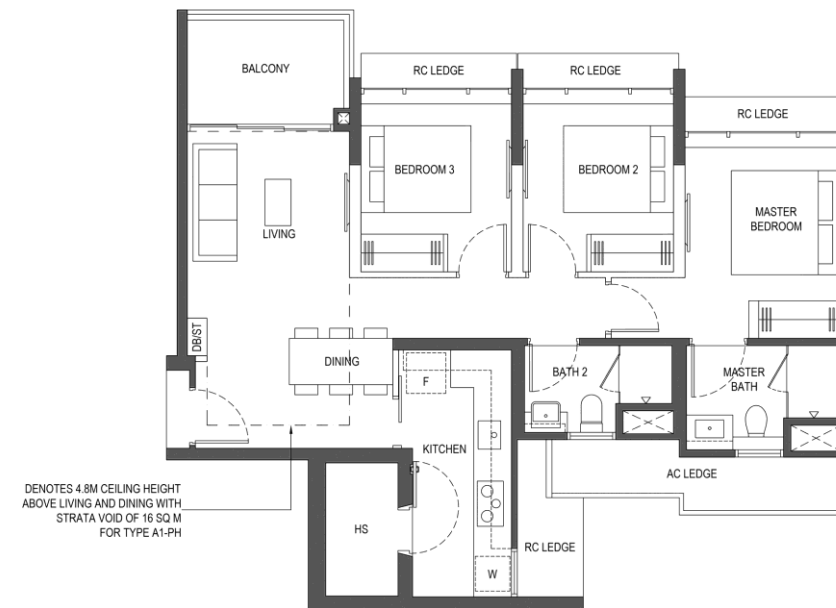 BALCONY
RC LEDGE
RC LEDGE
RC LEDGE
BEDROOM 3
BEDROOM 2
MASTER
BEDROOM
LIVING
DB/ST
DINING
F
BATH 2
MASTER
BATH
KITCHEN
AC LEDGE
DENOTES 4.8M CEILING HEIGHT
ABOVE LIVING AND DINING WITH
STRATA VOID OF 16 SQ M
FOR TYPE A1-PH
HS
RC LEDGE
W